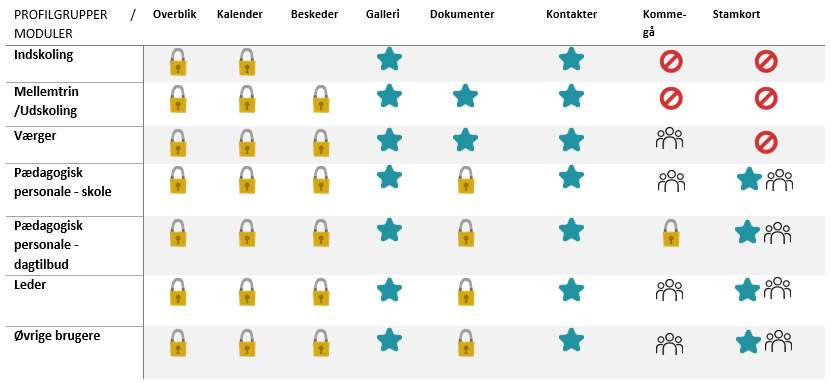 PROFILGRUPPER / Overblik Kalender Beskeder Galleri Dokumenter Kontakter Komme- Stamkort
MODULER gå
Indskoling
Mellemtrin
/Udskoling
Værger
Pædagogisk
personale - skole
Pædagogisk
personale -
dagtilbud
Leder
Øvrige brugere